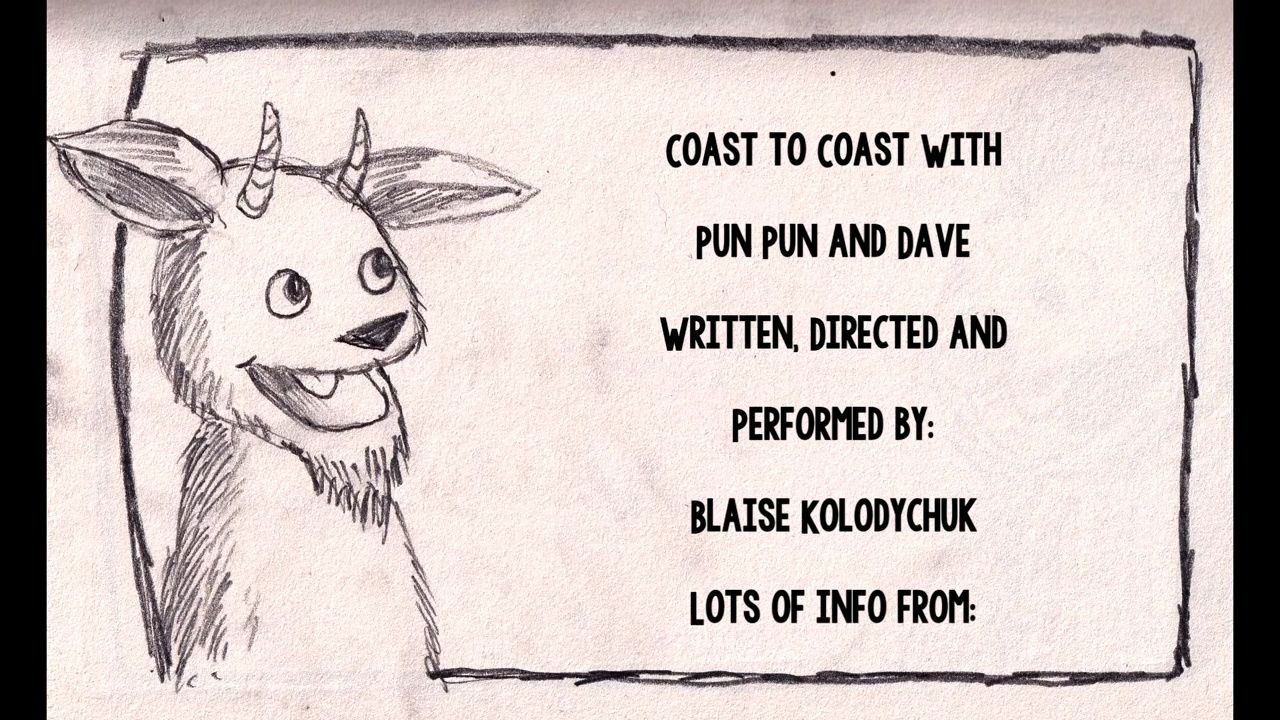 COAST TO COAST WITH
PUN PUN AND DAVE
WRITTEN, DIRECTED AND
PERFORMED BY:
BLAISE KOLODYCHUK
LOTS OF INFO FROM: